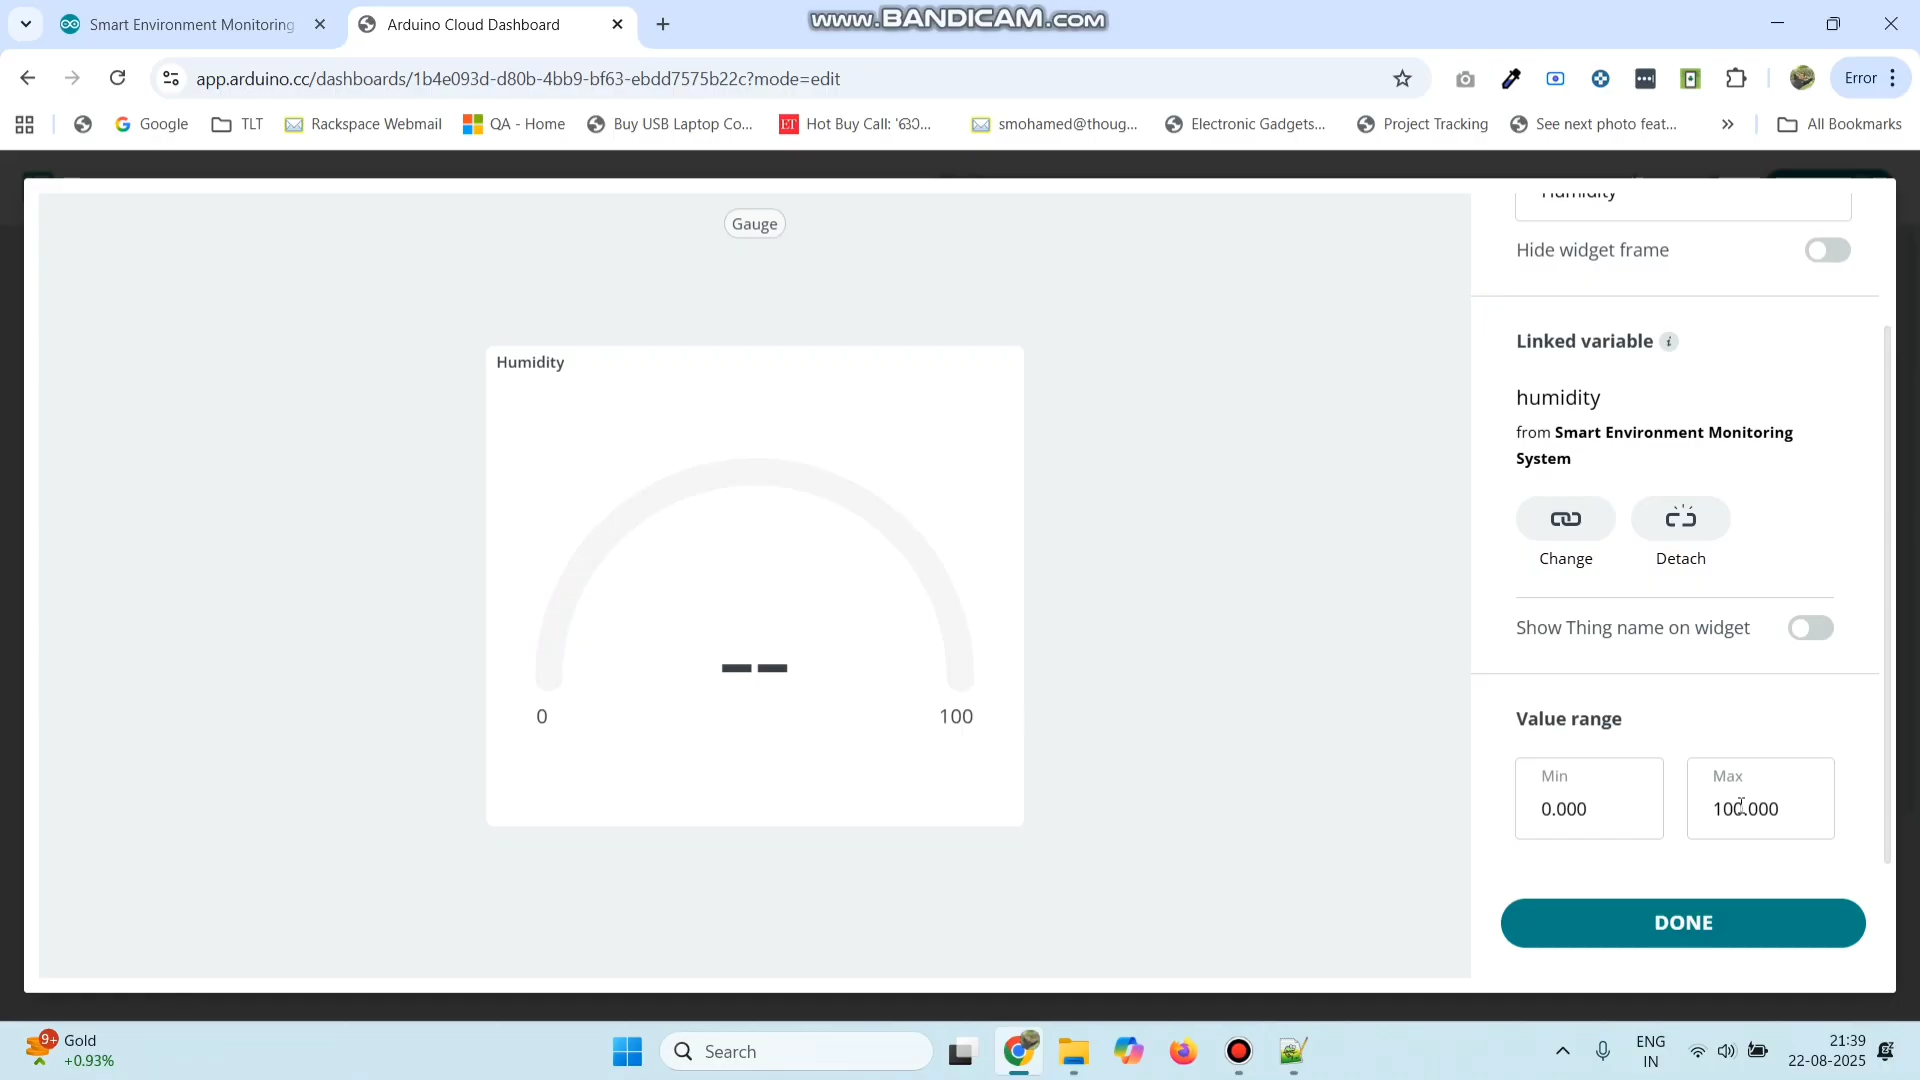 Smart Environment Monitoring
Arduino Cloud Dashboard
www.BANDICAM.com
app.arduino.cc/dashboards/1b4e093d-d80b-4bb9-bf63-ebdd7575b22c?mode=edit
Error
Google
TLT
Rackspace Webmail
QA - Home
Buy USB Laptop Co...
Hot Buy Call:
smohamed@thoug...
Electronic Gadgets...
Project Tracking
See next photo feat...
All Bookmarks
Gauge
Humidity
Hide widget frame
Linked variable
Humidity
humidity
from Smart Environment Monitoring
System
Change
Detach
Show Thing name on widget
0
100
Value range
Min
Max
0.000
100.000
DONE
9+
Gold
+0.93%
Search
ENG
IN
21:39
22-08-2025